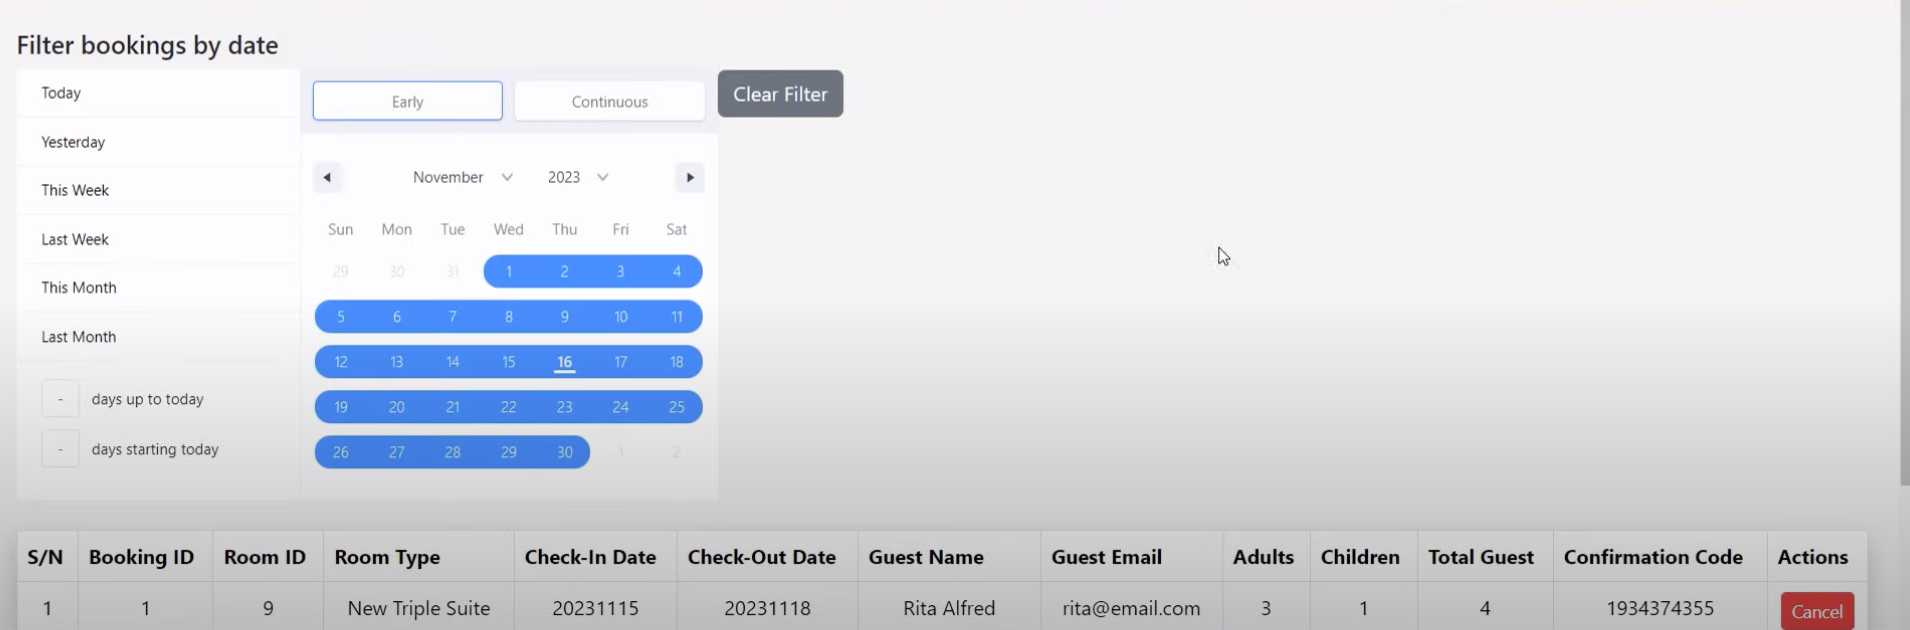 Filter bookings by date
Today
Yesterday
This Week
Last Week
This Month
Last Month
- days up to today
- days starting today
Early Continuous
Clear Filter
November 2023
Sun Mon Tue Wed Thu Fri Sat
29 30 31 1 2 3 4
5 6 7 8 9 10 11
12 13 14 15 16 17 18
19 20 21 22 23 24 25
26 27 28 29 30 1 2
S/N Booking ID Room ID Room Type Check-In Date Check-Out Date Guest Name Guest Email Adults Children Total Guest Confirmation Code Actions
1 1 9 New Triple Suite 20231115 20231118 Rita Alfred rita@email.com 3 1 4 1934374355 Cancel